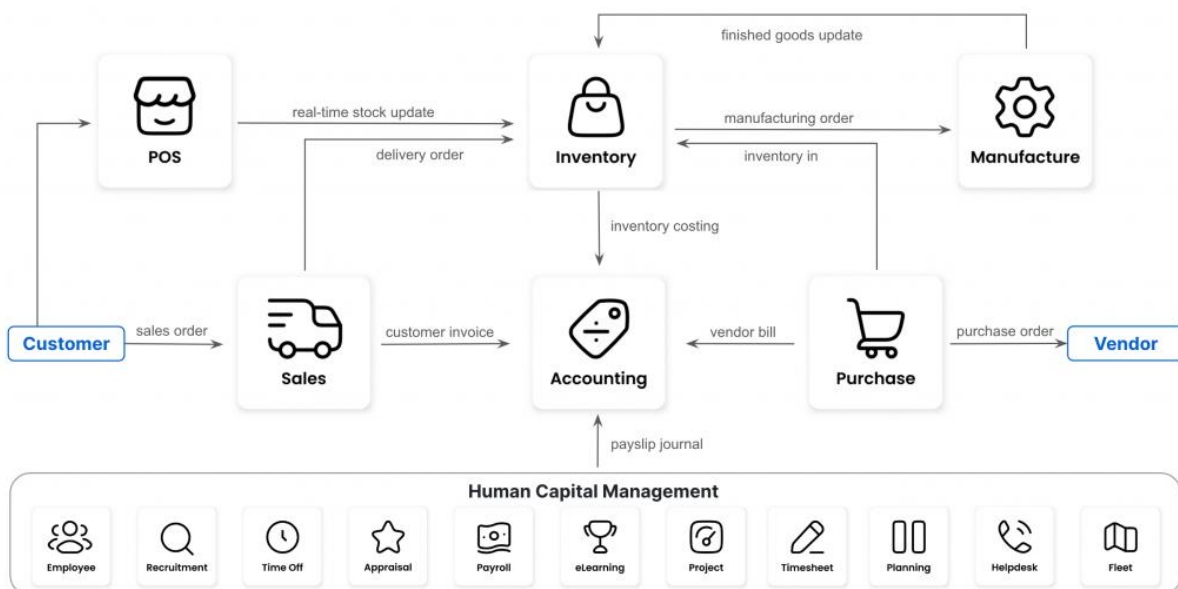 finished goods update
real-time stock update
manufacturing order
POS
delivery order
Inventory
inventory in
Manufacture
inventory costing
Customer
sales order
customer invoice
vendor bill
purchase order
Vendor
Sales
Accounting
Purchase
payslip journal
Human Capital Management
Employee
Recruitment
Time Off
Appraisal
Payroll
eLearning
Project
Timesheet
Planning
Helpdesk
Fleet